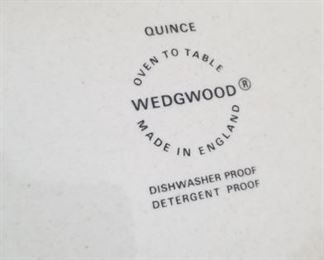 QUINCE
OVEN TO TABLE
WEDGWOOD®
MADE IN ENGLAND
DISHWASHER PROOF
DETERGENT PROOF